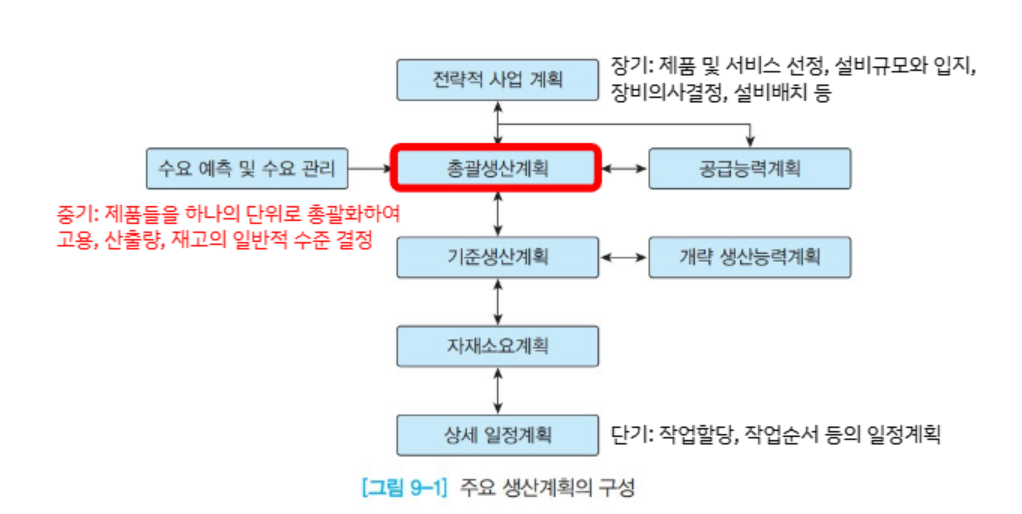 전략적 사업 계획
장기: 제품 및 서비스 선정, 설비규모와 입지,
장비의사결정, 설비배치 등
수요 예측 및 수요 관리
총괄생산계획
공급능력계획
중기: 제품들을 하나의 단위로 총괄화하여
고용, 산출량, 재고의 일반적 수준 결정
기준생산계획
개략 생산능력계획
자재소요계획
상세 일정계획
단기: 작업할당, 작업순서 등의 일정계획
[그림 9-1] 주요 생산계획의 구성